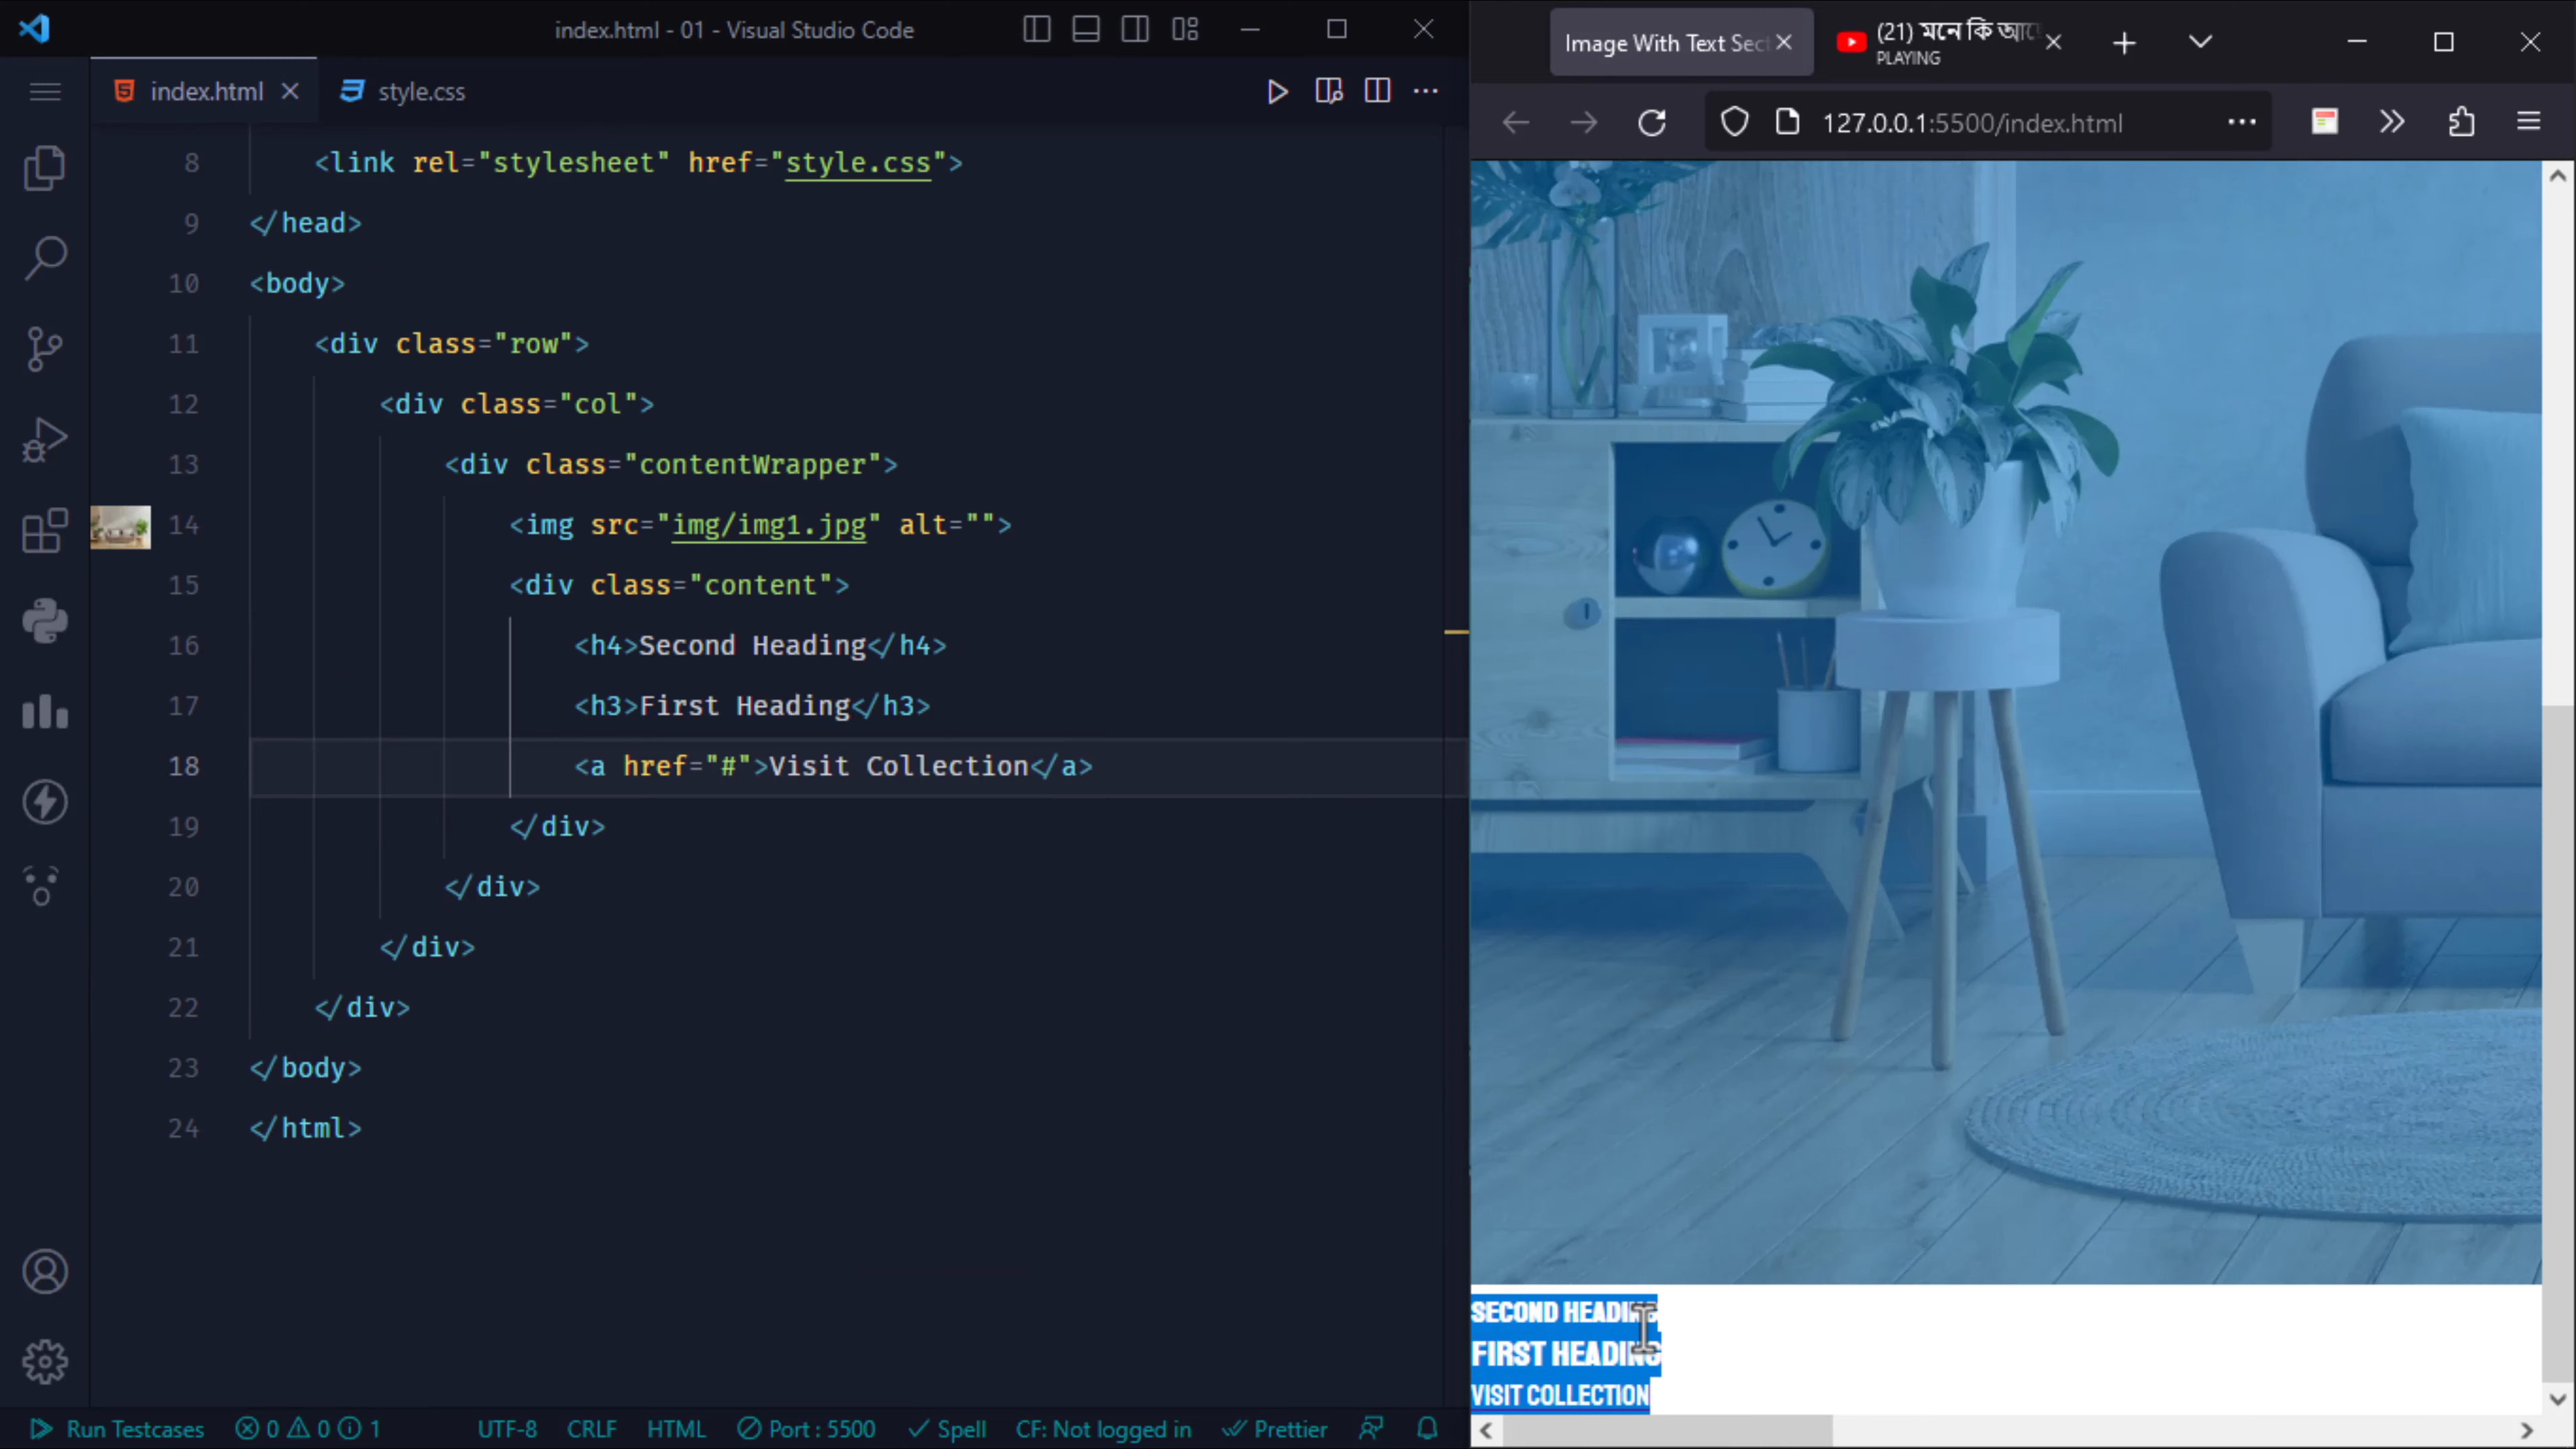 index.html - 01 - Visual Studio Code
index.html
style.css
8 <link rel="stylesheet" href="style.css">
9 </head>
10 <body>
11 <div class="row">
12 <div class="col">
13 <div class="contentWrapper">
14 <img src="img/img1.jpg" alt="">
15 <div class="content">
16 <h4>Second Heading</h4>
17 <h3>First Heading</h3>
18 <a href="#">Visit Collection</a>
19 </div>
20 </div>
21 </div>
22 </div>
23 </body>
24 </html>
Run Testcases 0 0 1 UTF-8 CRLF HTML Port : 5500 Spell CF: Not logged in Prettier
Image With Text Sect
(21) মনে কি
PLAYING
127.0.0.1:5500/index.html
SECOND HEADING
FIRST HEADING
VISIT COLLECTION